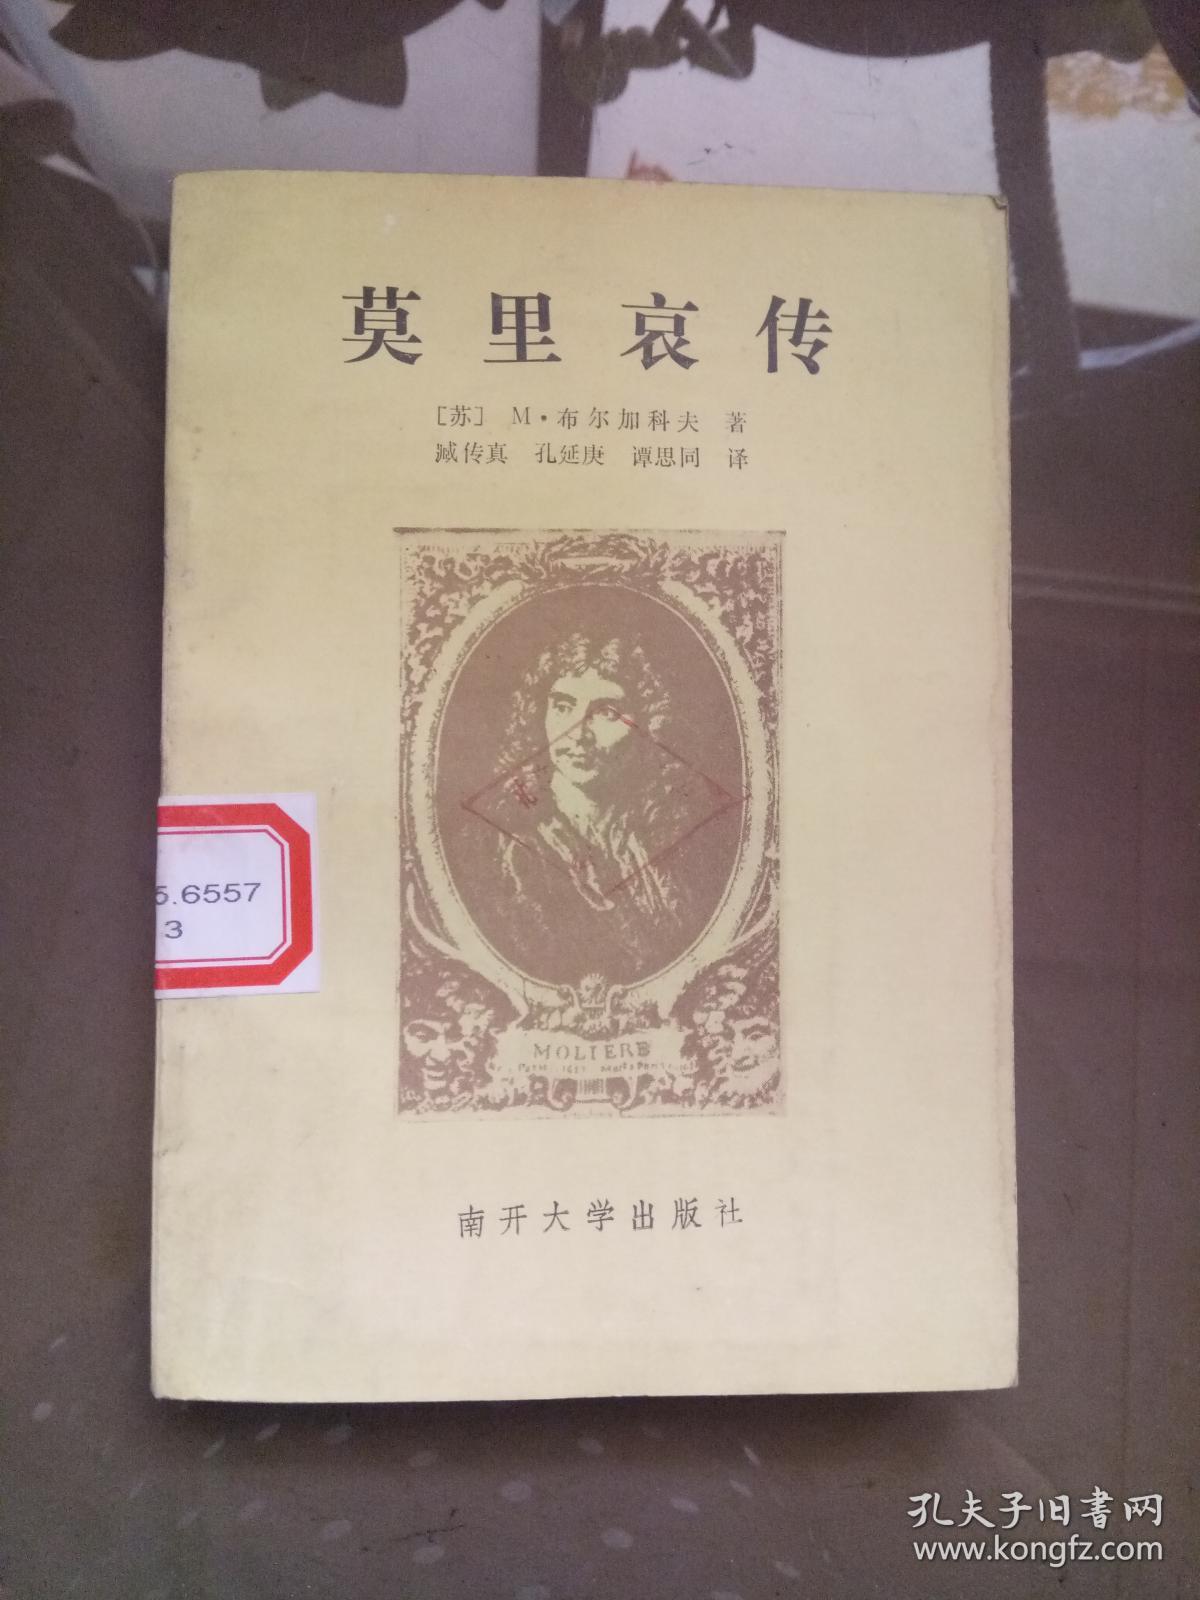 莫里哀传
[苏] M·布尔加科夫 著
臧传真 孔延庚 谭思同 译
5.6557
3
MOLIERE
南开大学出版社
孔夫子旧书网
www.kongfz.com